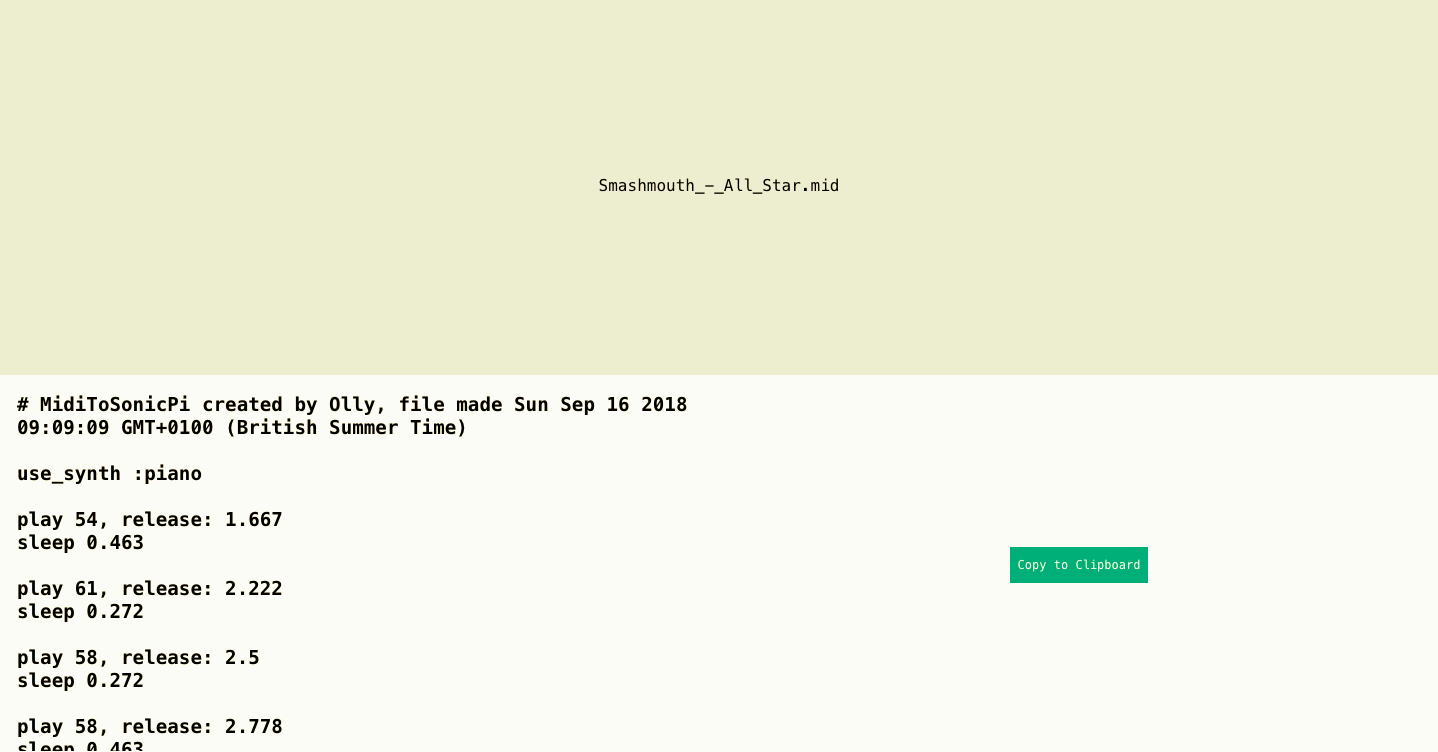 Smashmouth_-_All_Star.mid
# MidiToSonicPi created by Olly, file made Sun Sep 16 2018
09:09:09 GMT+0100 (British Summer Time)
use_synth :piano
play 54, release: 1.667
sleep 0.463
play 61, release: 2.222
sleep 0.272
Copy to Clipboard
play 58, release: 2.5
sleep 0.272
play 58, release: 2.778
sleep 0.463